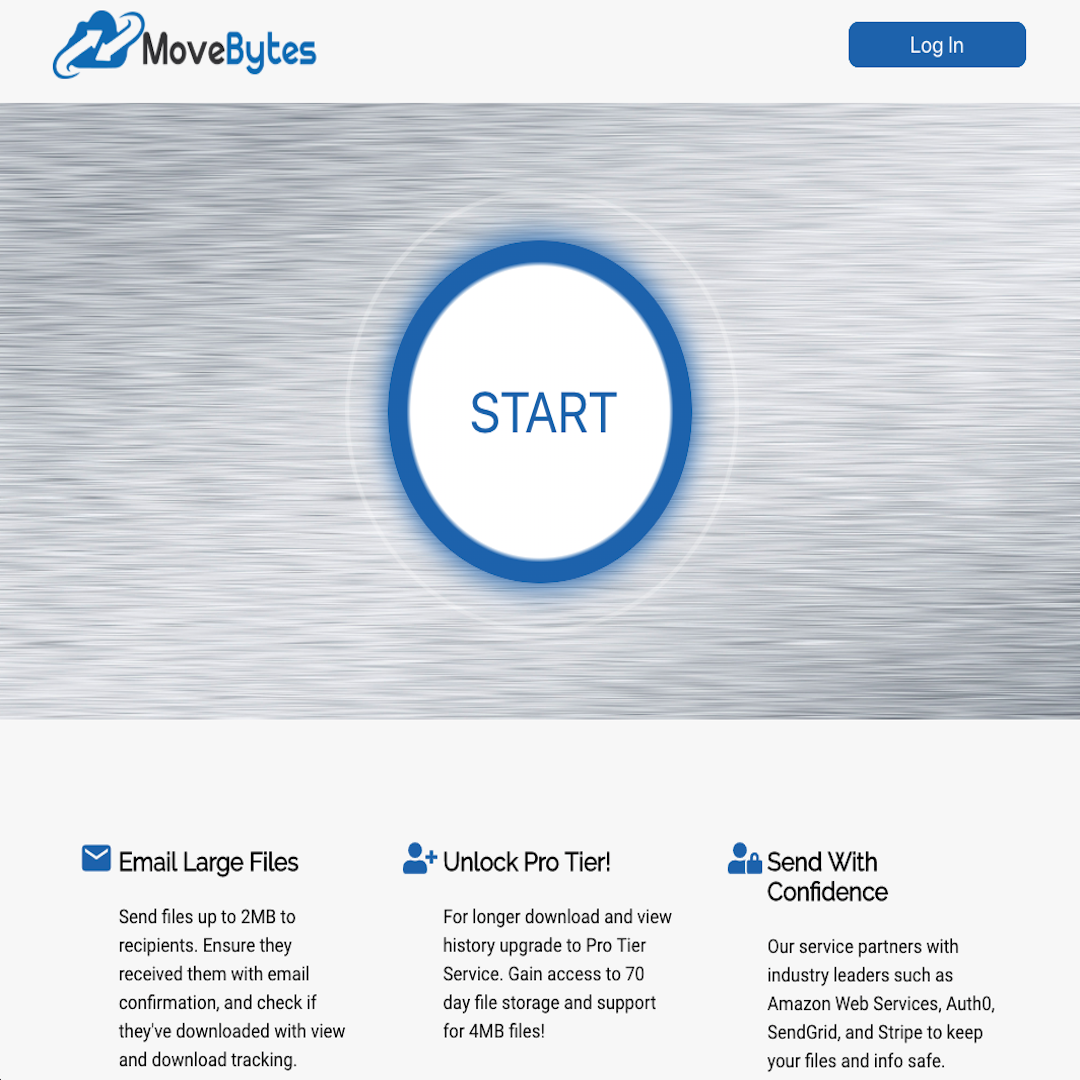 MoveBytes
Log In
START
Email Large Files
Send files up to 2MB to
recipients. Ensure they
received them with email
confirmation, and check if
they've downloaded with view
and download tracking.
Unlock Pro Tier!
For longer download and view
history upgrade to Pro Tier
Service. Gain access to 70
day file storage and support
for 4MB files!
Send With
Confidence
Our service partners with
industry leaders such as
Amazon Web Services, Auth0,
SendGrid, and Stripe to keep
your files and info safe.